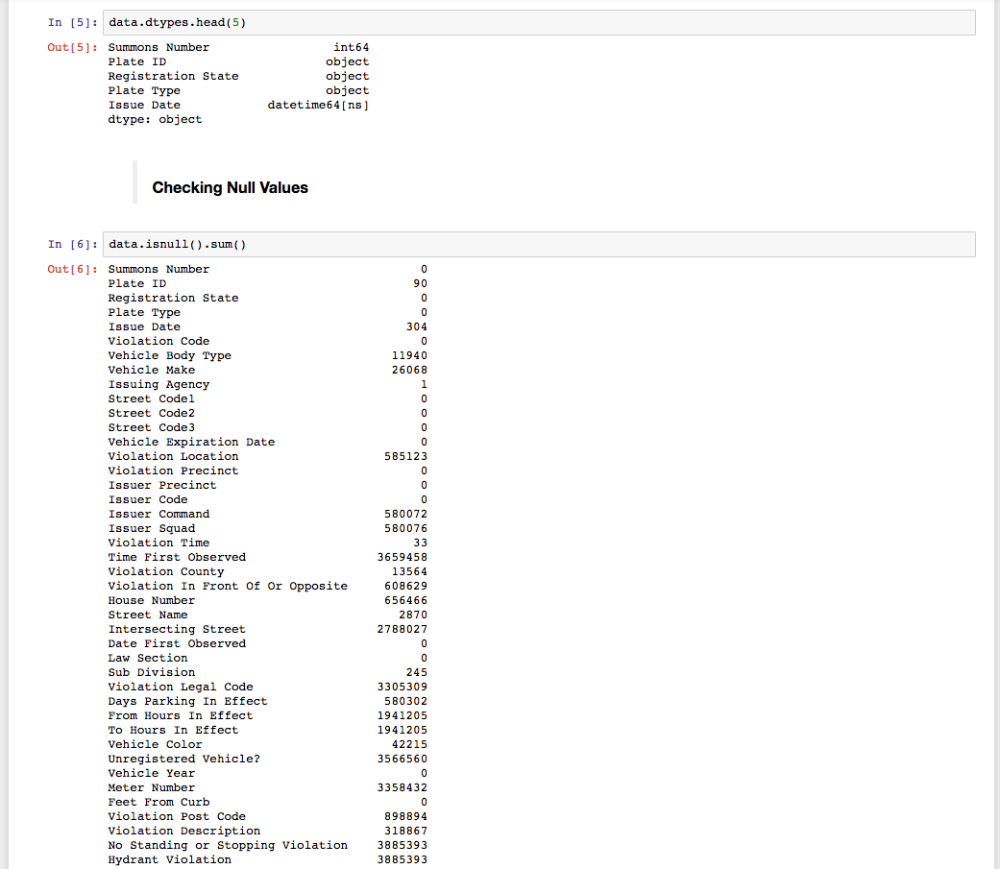 In [5]: data.dtypes.head(5)
Out[5]: Summons Number int64
Plate ID object
Registration State object
Plate Type object
Issue Date datetime64[ns]
dtype: object
Checking Null Values
In [6]: data.isnull().sum()
Out[6]: Summons Number 0
Plate ID 90
Registration State 0
Plate Type 0
Issue Date 304
Violation Code 0
Vehicle Body Type 11940
Vehicle Make 26068
Issuing Agency 1
Street Code1 0
Street Code2 0
Street Code3 0
Vehicle Expiration Date 0
Violation Location 585123
Violation Precinct 0
Issuer Precinct 0
Issuer Code 0
Issuer Command 580072
Issuer Squad 580076
Violation Time 33
Time First Observed 3659458
Violation County 13564
Violation In Front Of Or Opposite 608629
House Number 656466
Street Name 2870
Intersecting Street 2788027
Date First Observed 0
Law Section 0
Sub Division 245
Violation Legal Code 3305309
Days Parking In Effect 580302
From Hours In Effect 1941205
To Hours In Effect 1941205
Vehicle Color 42215
Unregistered Vehicle? 3566560
Vehicle Year 0
Meter Number 3358432
Feet From Curb 0
Violation Post Code 898894
Violation Description 318867
No Standing or Stopping Violation 3885393
Hydrant Violation 3885393